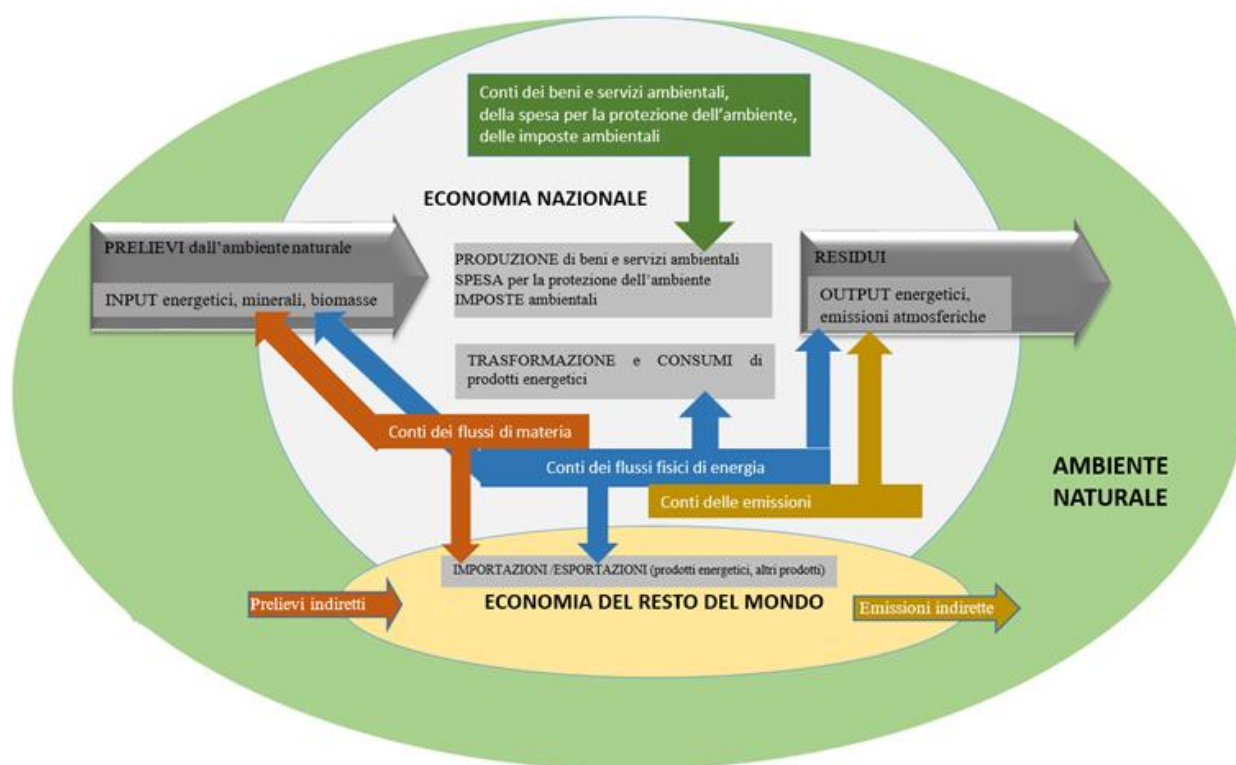 Conti dei beni e servizi ambientali,
della spesa per la protezione dell'ambiente,
delle imposte ambientali
ECONOMIA NAZIONALE
PRELIEVI dall'ambiente naturale
INPUT energetici, minerali, biomasse
PRODUZIONE di beni e servizi ambientali
SPESA per la protezione dell'ambiente
IMPOSTE ambientali
RESIDUI
OUTPUT energetici,
emissioni atmosferiche
TRASFORMAZIONE e CONSUMI di
prodotti energetici
Conti dei flussi di materia
Conti dei flussi fisici di energia
Conti delle emissioni
AMBIENTE
NATURALE
IMPORTAZIONI /ESPORTAZIONI (prodotti energetici, altri prodotti)
Prelievi indiretti
ECONOMIA DEL RESTO DEL MONDO
Emissioni indirette